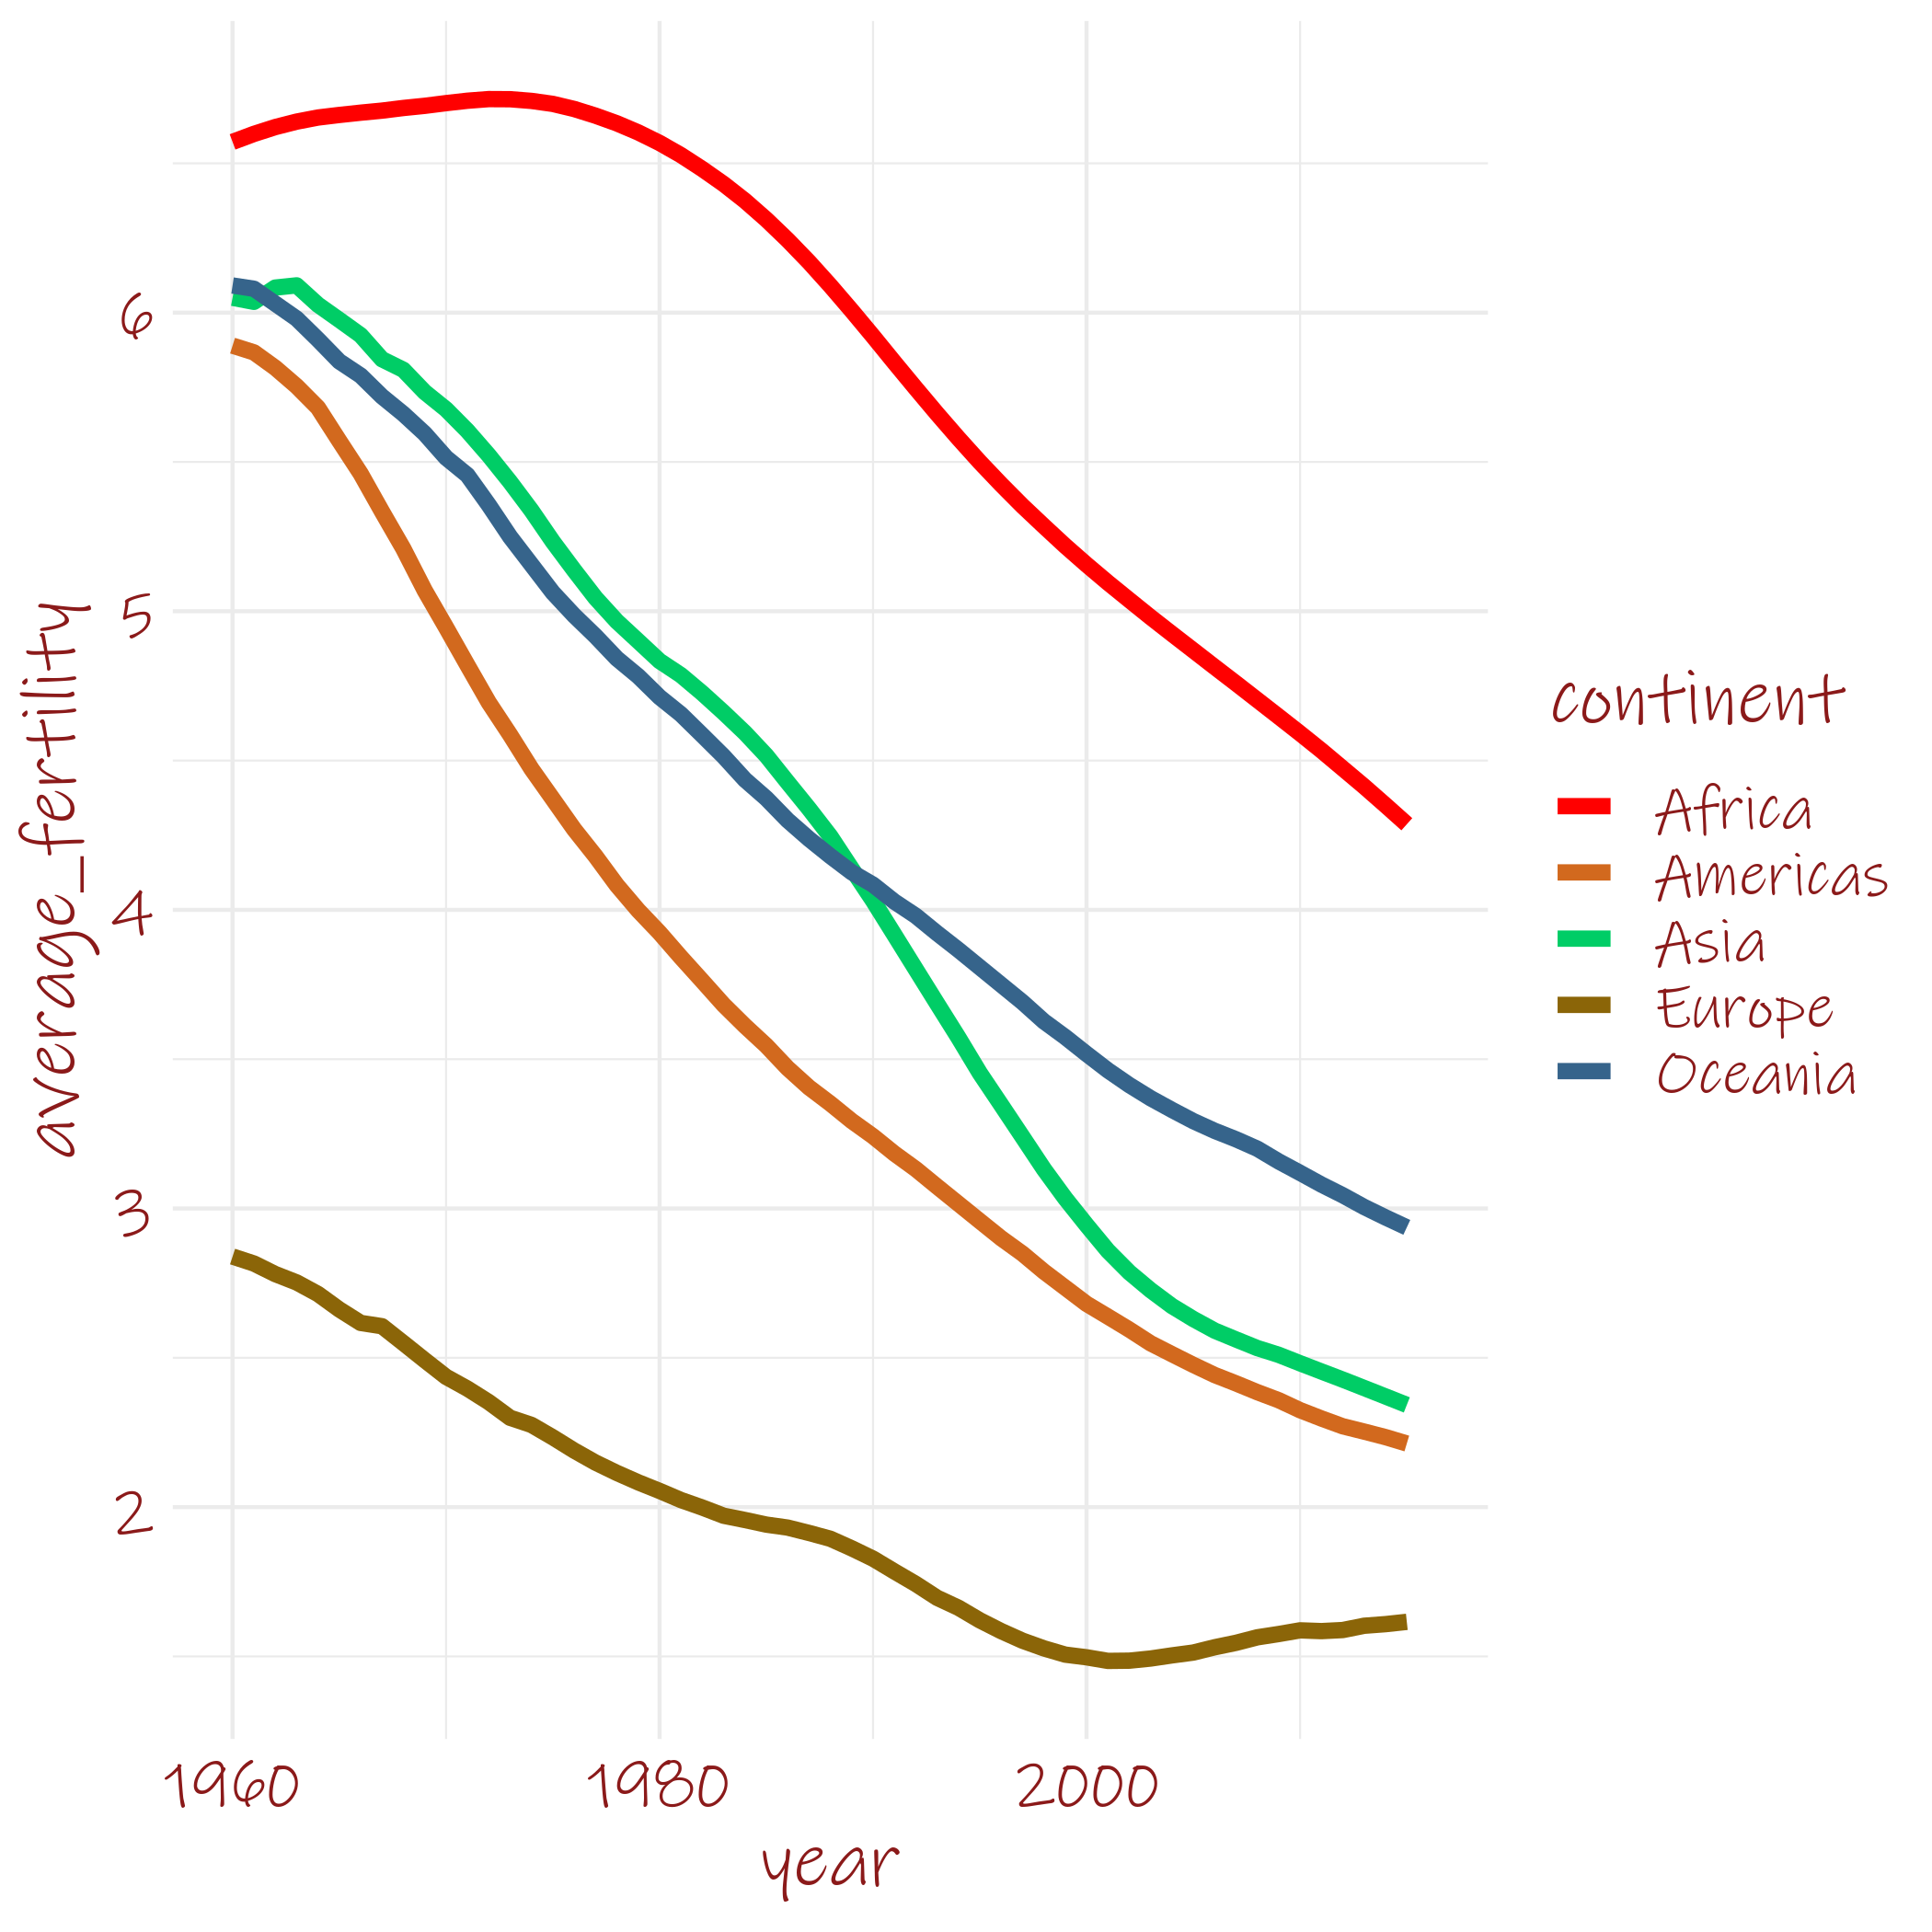 average_fertility
6
5
4
3
2
1960 1980 2000
year
continent
Africa
Americas
Asia
Europe
Oceania